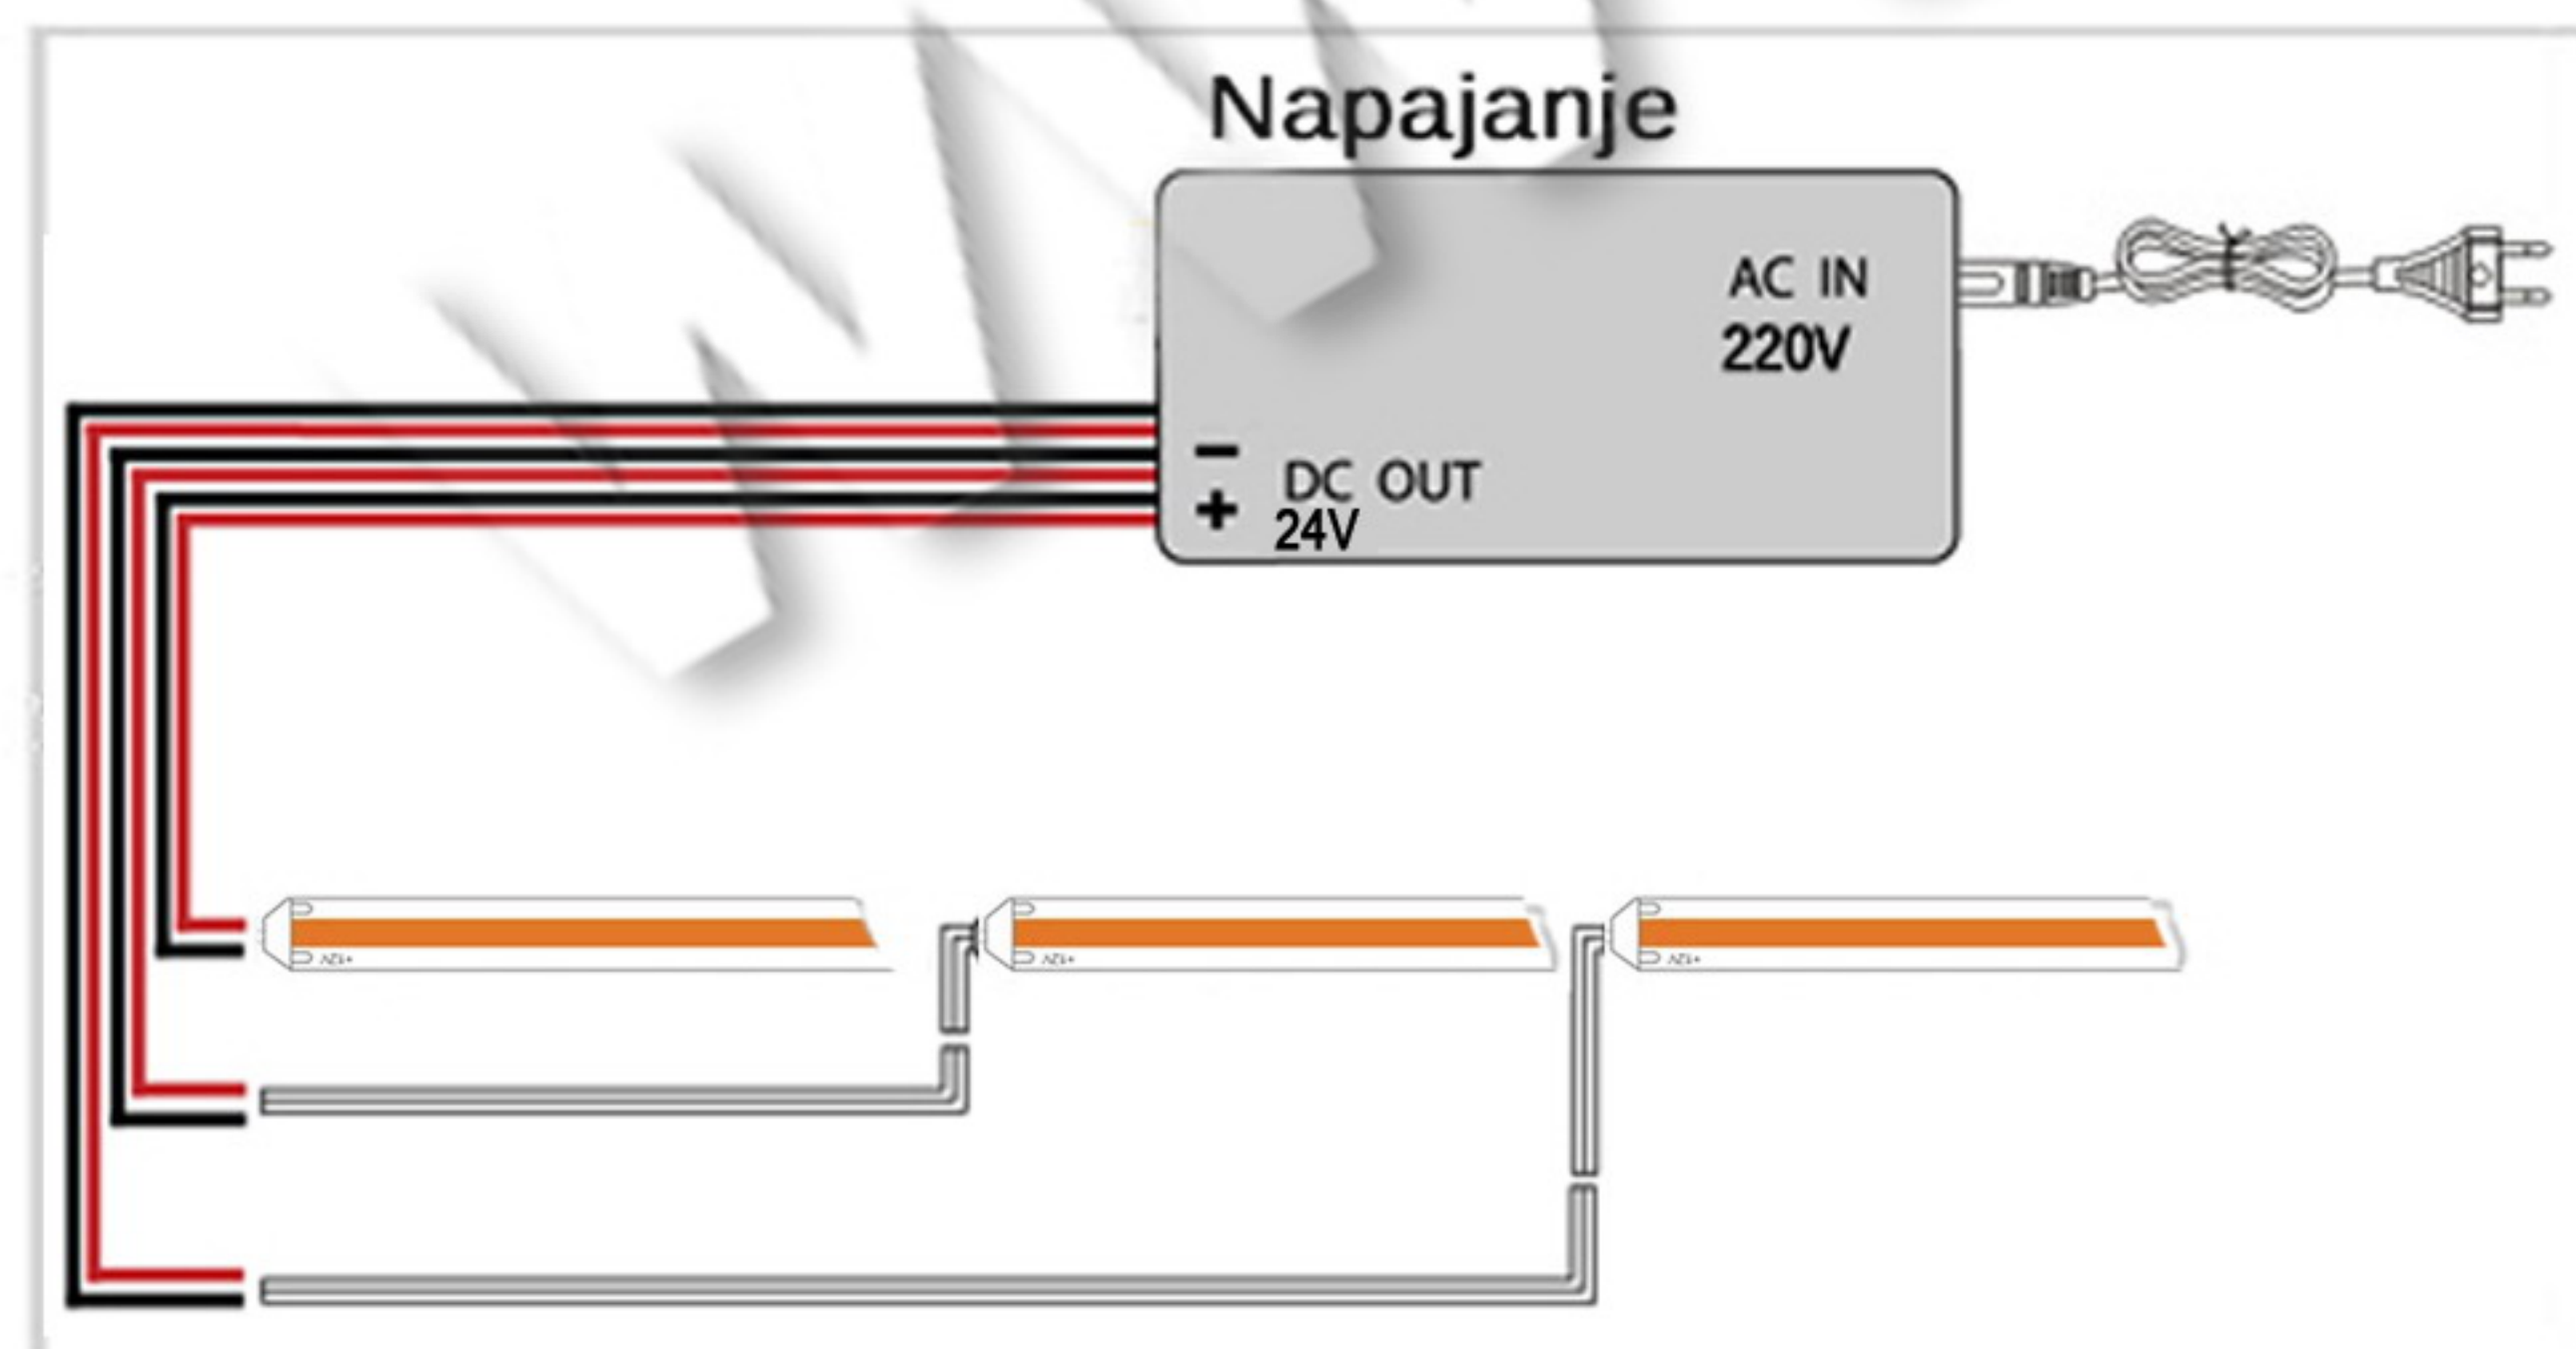 Napajanje
AC IN
220V
− DC OUT
+ 24V